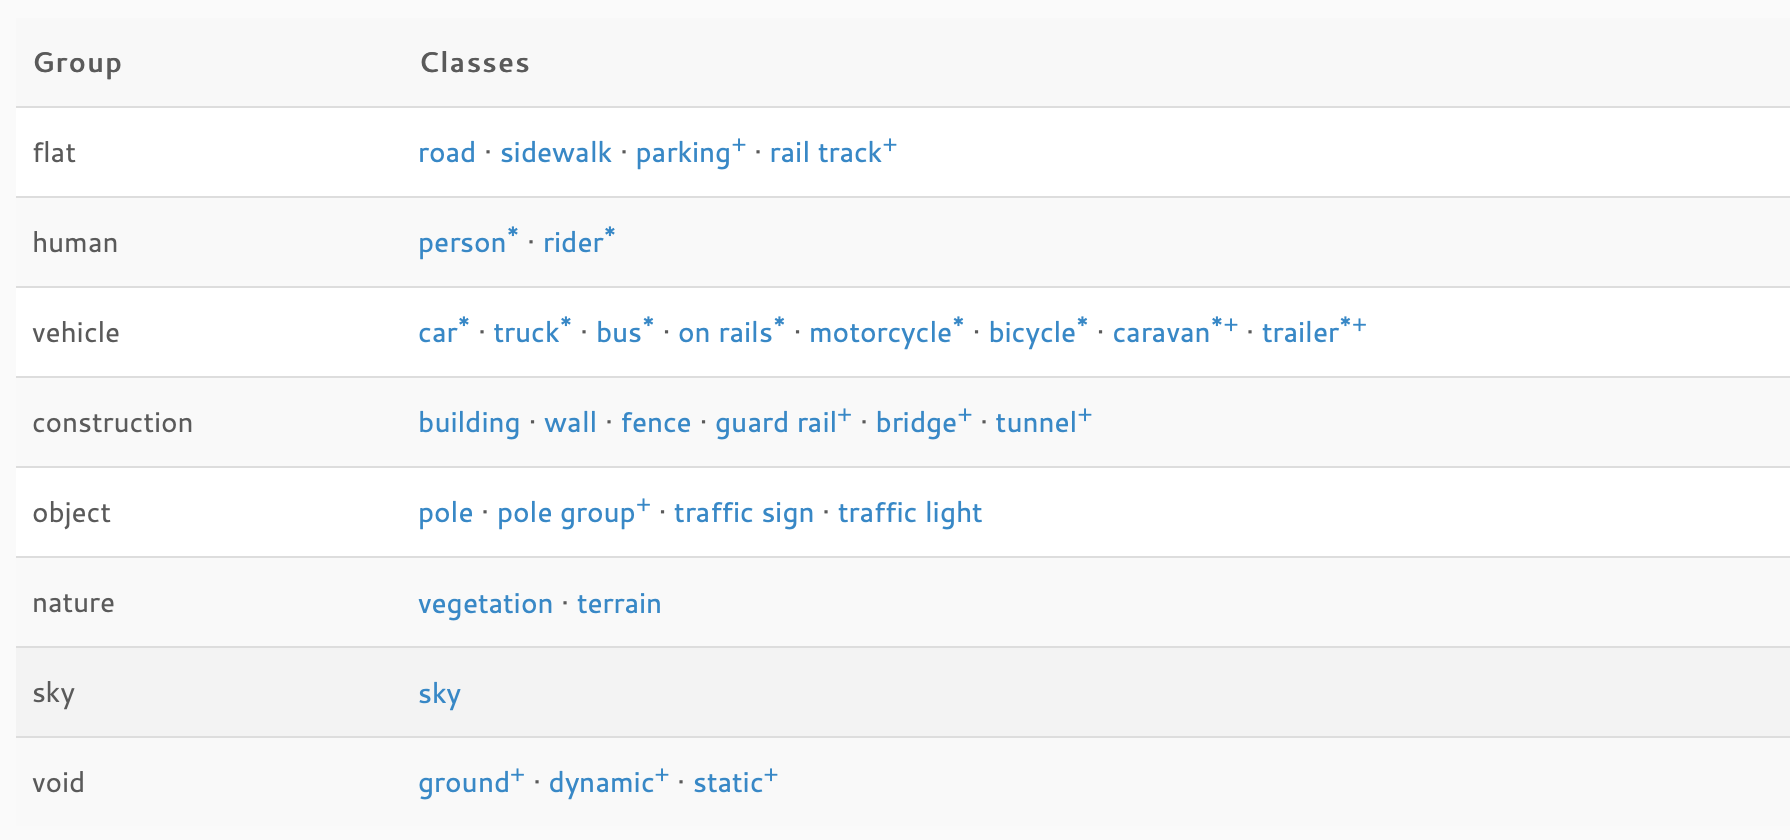 Group Classes
flat road · sidewalk · parking+ · rail track+
human person* · rider*
vehicle car* · truck* · bus* · on rails* · motorcycle* · bicycle* · caravan*+ · trailer*+
construction building · wall · fence · guard rail+ · bridge+ · tunnel+
object pole · pole group+ · traffic sign · traffic light
nature vegetation · terrain
sky sky
void ground+ · dynamic+ · static+